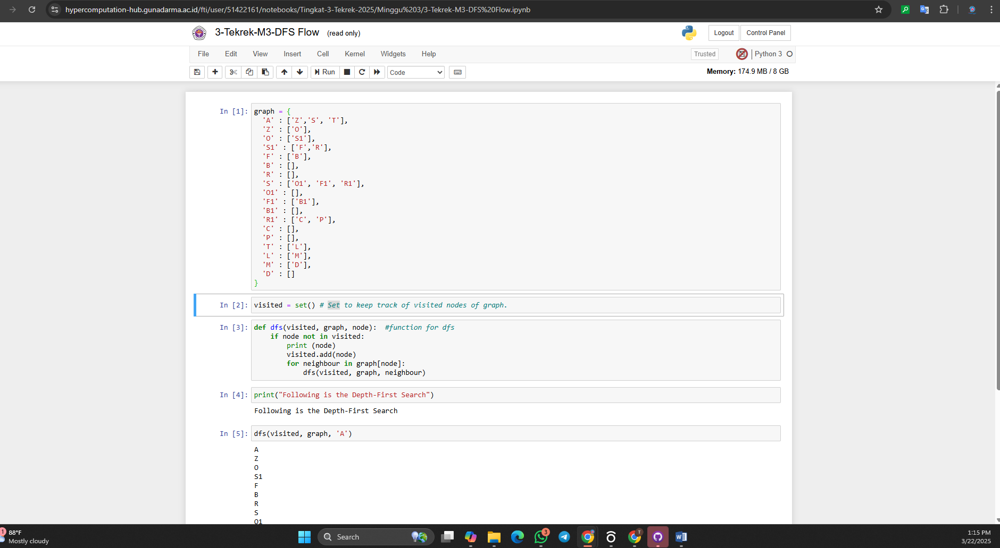 hypercomputation-hub.gunadarma.ac.id/fti/user/51422161/notebooks/Tingkat-3-Tekrek-2025/Minggu%203/3-Tekrek-M3-DFS%20Flow.ipynb
3-Tekrek-M3-DFS Flow (read only)
Logout
Control Panel
File Edit View Insert Cell Kernel Widgets Help
Trusted
Python 3
Run
Code
Memory: 174.9 MB / 8 GB
In [1]: graph = {
'A' : ['Z','S', 'T'],
'Z' : ['O'],
'O' : ['S1'],
'S1' : ['F','R'],
'F' : ['B'],
'B' : [],
'R' : [],
'S' : ['O1', 'F1', 'R1'],
'O1' : [],
'F1' : ['B1'],
'B1' : [],
'R1' : ['C', 'P'],
'C' : [],
'P' : [],
'T' : ['L'],
'L' : ['M'],
'M' : ['D'],
'D' : []
}
In [2]: visited = set() # Set to keep track of visited nodes of graph.
In [3]: def dfs(visited, graph, node):  #function for dfs
if node not in visited:
print (node)
visited.add(node)
for neighbour in graph[node]:
dfs(visited, graph, neighbour)
In [4]: print("Following is the Depth-First Search")
Following is the Depth-First Search
In [5]: dfs(visited, graph, 'A')
A
Z
O
S1
F
B
R
S
O1
1
88°F
Mostly cloudy
Search
3
T
1:15 PM
3/22/2025